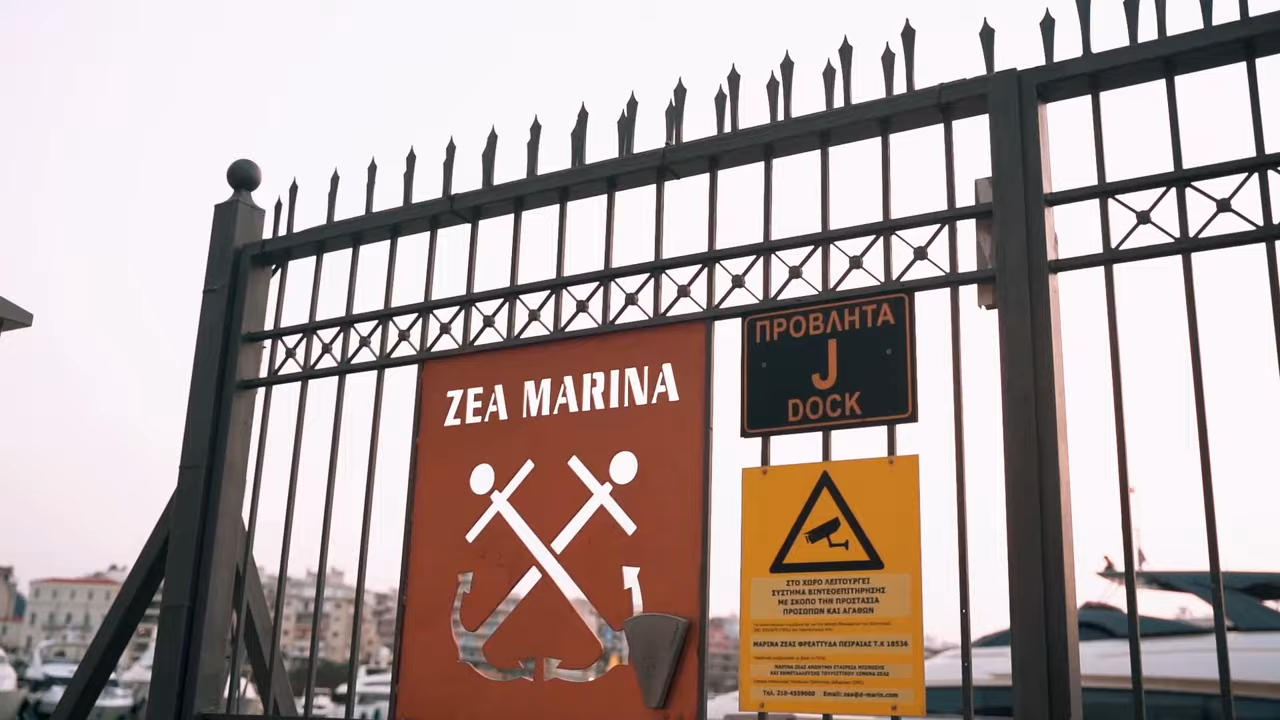 ZEA MARINA
ΠΡΟΒΛΗΤΑ
J
DOCK
ΣΤΟ ΧΩΡΟ ΛΕΙΤΟΥΡΓΕΙ
ΣΥΣΤΗΜΑ ΒΙΝΤΕΟΕΠΙΤΗΡΗΣΗΣ
ΜΕ ΣΚΟΠΟ ΤΗΝ ΠΡΟΣΤΑΣΙΑ
ΠΡΟΣΩΠΩΝ ΚΑΙ ΑΓΑΘΩΝ
ΜΑΡΙΝΑ ΖΕΑΣ ΦΡΕΑΤΤΥΔΑ ΠΕΙΡΑΙΑΣ Τ.Κ 18536
ΜΑΡΙΝΑ ΖΕΑΣ ΑΝΩΝΥΜΗ ΕΤΑΙΡΕΙΑ
ΚΑΙ ΕΚΜΕΤΑΛΛΕΥΣΗΣ ΤΟΥΡΙΣΤΙΚΟΥ ΛΙΜΕΝΑ ΖΕΑΣ
Τηλ. 210-4559000 Email: zea@d-marin.com